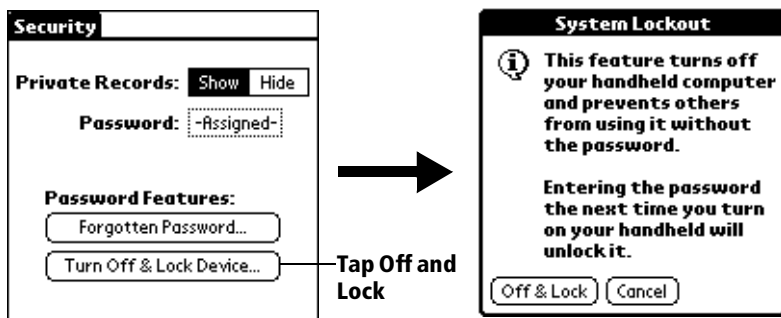 Security
Private Records: Show Hide
Password: -Assigned-
Password Features:
Forgotten Password...
Turn Off & Lock Device...
Tap Off and
Lock
System Lockout
This feature turns off
your handheld computer
and prevents others
from using it without
the password.
Entering the password
the next time you turn
on your handheld will
unlock it.
Off & Lock Cancel